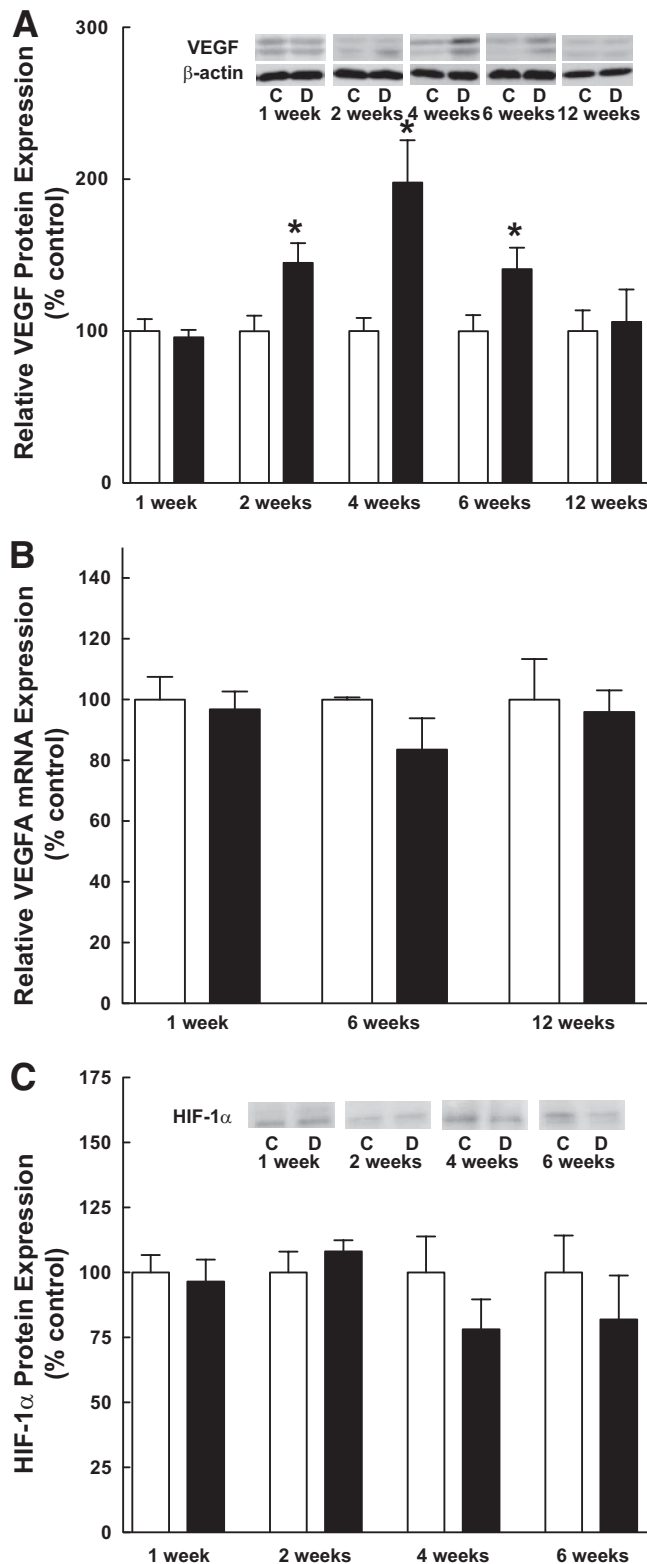 A
300
VEGF
β-actin
C D C D C D C D C D
1 week 2 weeks 4 weeks 6 weeks 12 weeks
*
200
*
*
100
0
Relative VEGF Protein Expression
(% control)
1 week 2 weeks 4 weeks 6 weeks 12 weeks
B
140
120
100
80
60
40
20
0
Relative VEGFA mRNA Expression
(% control)
1 week 6 weeks 12 weeks
C
175
HIF-1α
C D C D C D C D
1 week 2 weeks 4 weeks 6 weeks
150
125
100
75
50
25
0
HIF-1α Protein Expression
(% control)
1 week 2 weeks 4 weeks 6 weeks